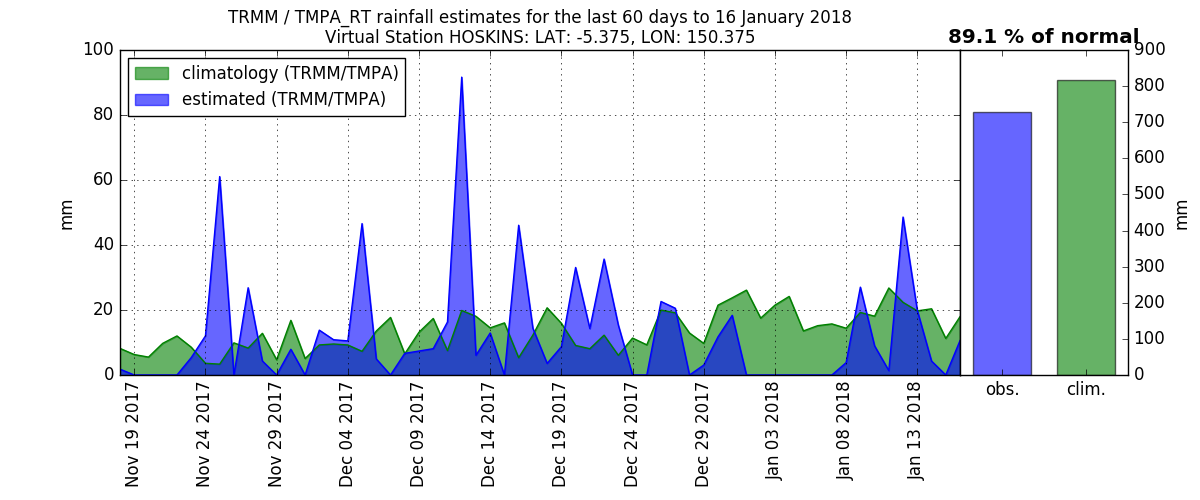 TRMM / TMPA_RT rainfall estimates for the last 60 days to 16 January 2018
Virtual Station HOSKINS: LAT: -5.375, LON: 150.375
89.1 % of normal
climatology (TRMM/TMPA)
estimated (TRMM/TMPA)
100
80
60
40
20
0
mm
Nov 19 2017
Nov 24 2017
Nov 29 2017
Dec 04 2017
Dec 09 2017
Dec 14 2017
Dec 19 2017
Dec 24 2017
Dec 29 2017
Jan 03 2018
Jan 08 2018
Jan 13 2018
obs.
clim.
900
800
700
600
500
400
300
200
100
0
mm